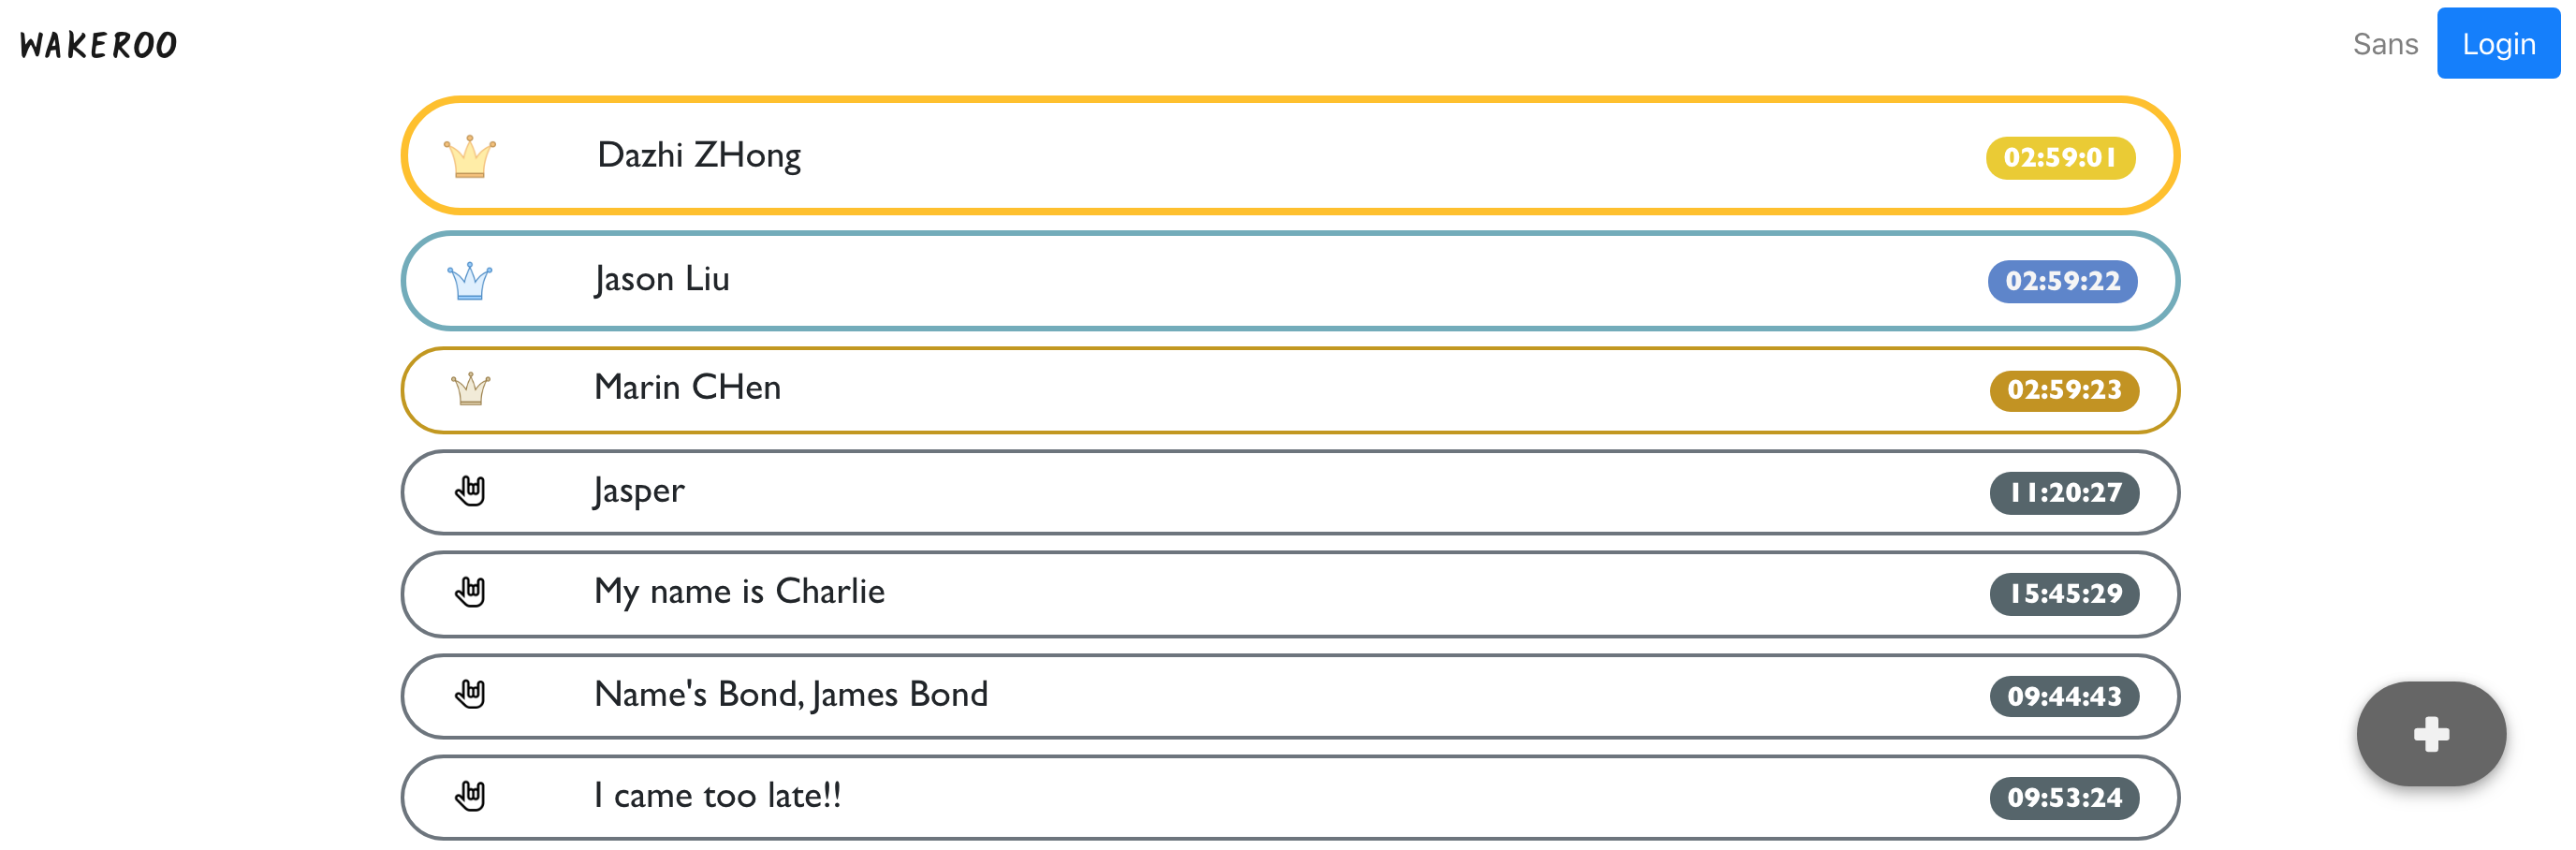 WAKEROO
Sans Login
Dazhi ZHong 02:59:01
Jason Liu 02:59:22
Marin CHen 02:59:23
Jasper 11:20:27
My name is Charlie 15:45:29
Name's Bond, James Bond 09:44:43
I came too late!! 09:53:24